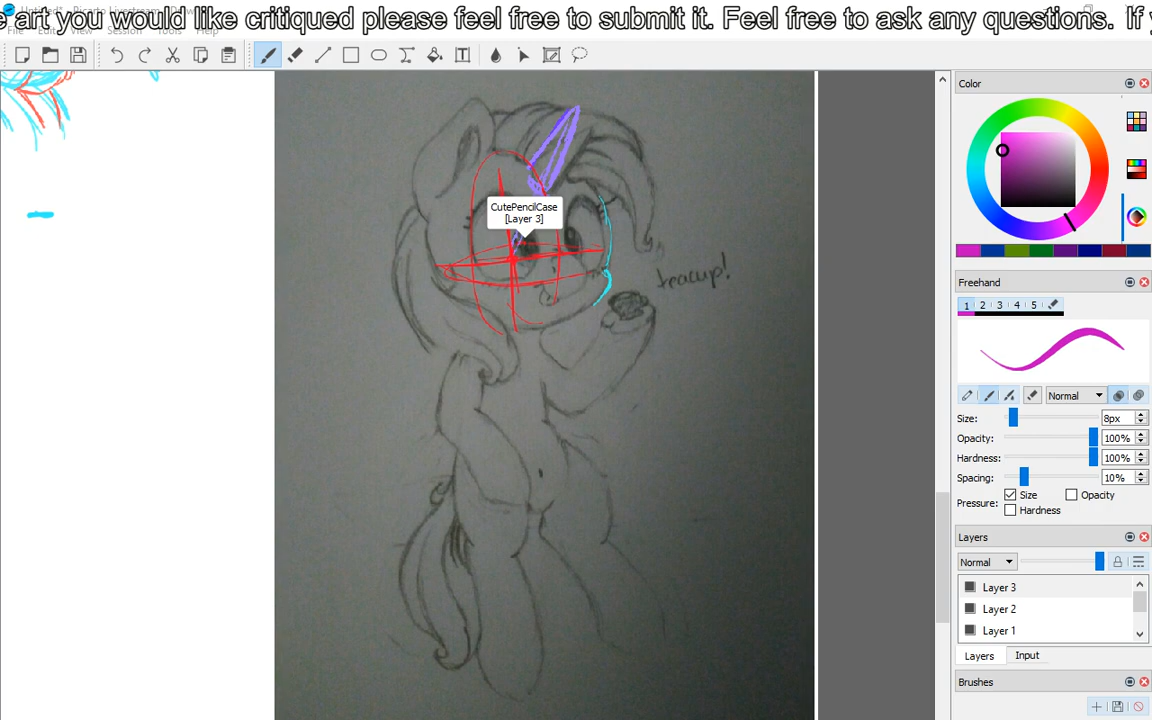 e art you would like critiqued please feel free to submit it. Feel free to ask any questions. If y
Color
Freehand
1 2 3 4 5
Normal
Size: 8px
Opacity: 100%
Hardness: 100%
Spacing: 10%
Pressure: Size Opacity
Hardness
Layers
Normal
Layer 3
Layer 2
Layer 1
Layers Input
Brushes
CutePencilCase
[Layer 3]
teacup!